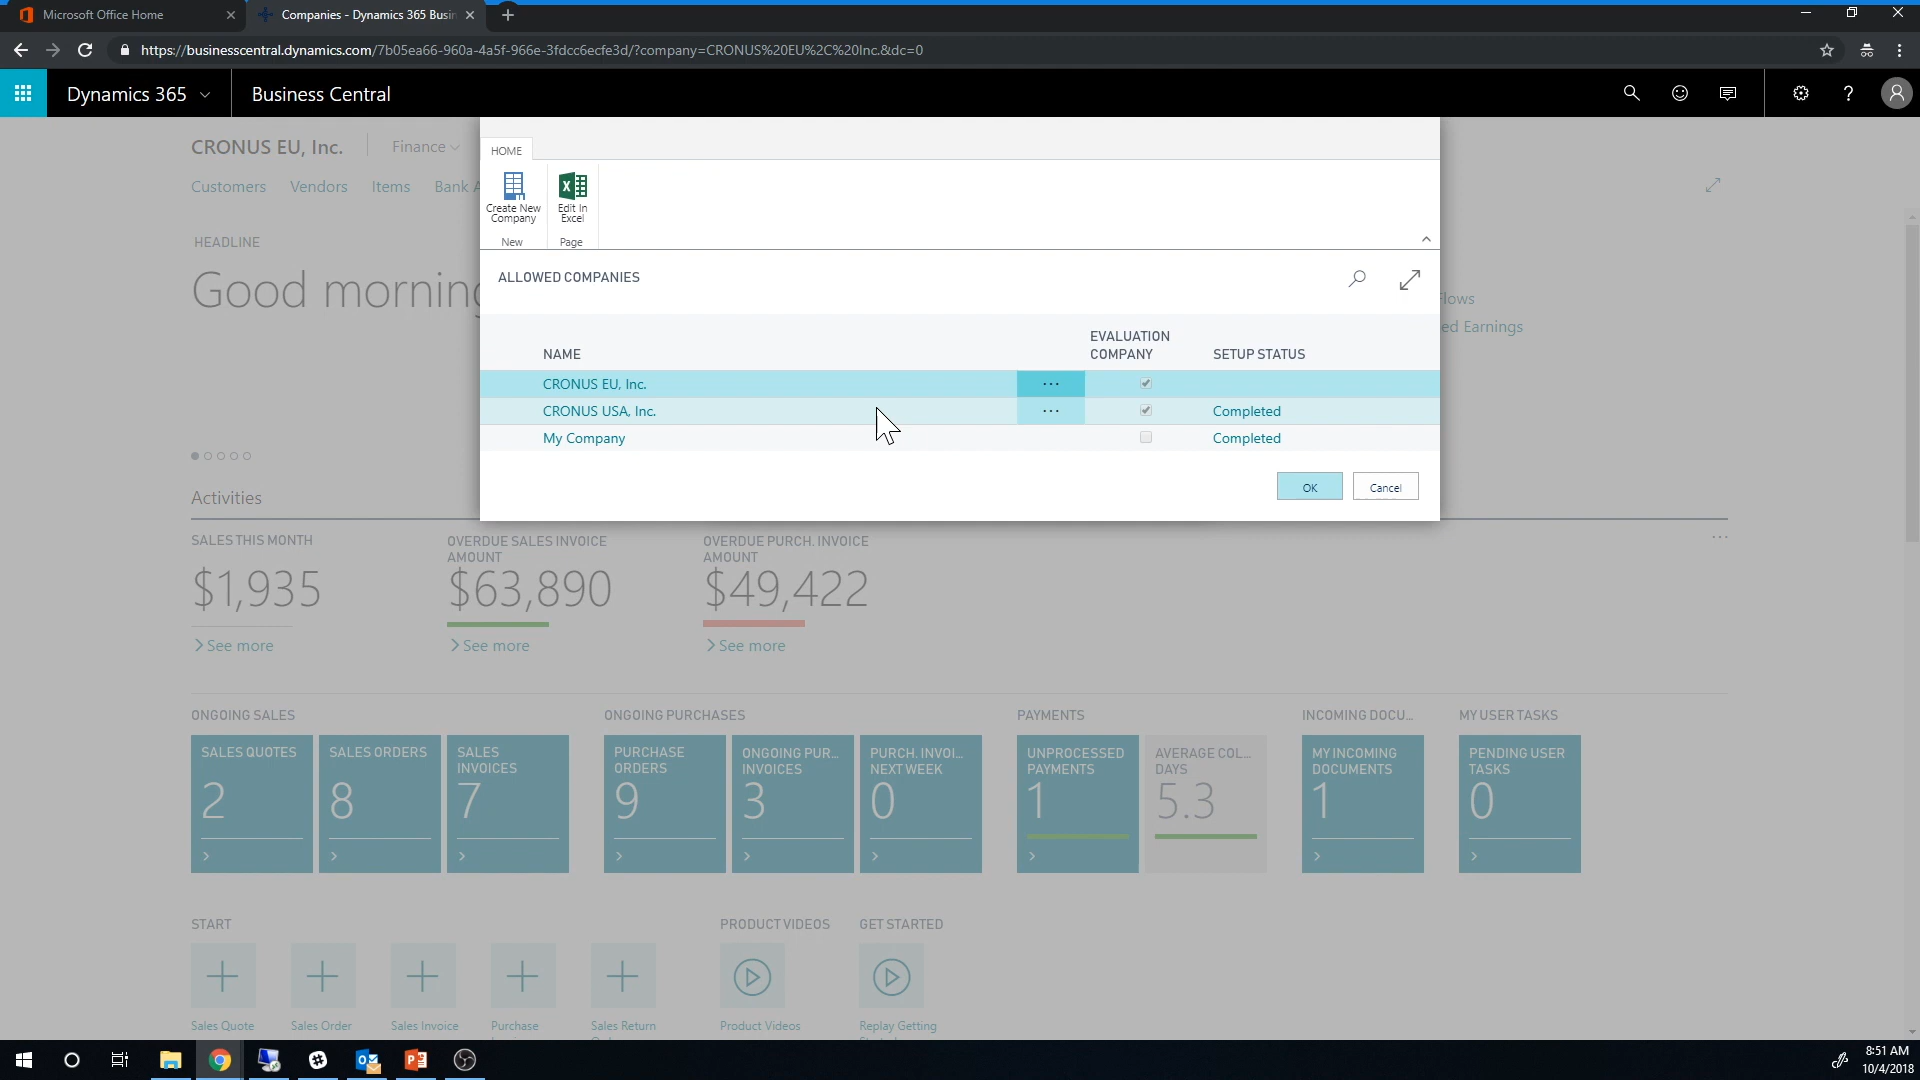 Microsoft Office Home
Companies - Dynamics 365 Busin
https://businesscentral.dynamics.com/7b05ea66-960a-4a5f-966e-3fdcc6ecfe3d/?company=CRONUS%20EU%2C%20Inc.&dc=0
Dynamics 365
Business Central
CRONUS EU, Inc.
Finance
Customers
Vendors
Items
Bank A
HEADLINE
Good morning
HOME
Create New
Company
Edit In
Excel
New
Page
ALLOWED COMPANIES
NAME
EVALUATION
COMPANY
SETUP STATUS
CRONUS EU, Inc.
...
CRONUS USA, Inc.
...
Completed
My Company
Completed
OK
Cancel
Flows
ed Earnings
Activities
...
SALES THIS MONTH
$1,935
See more
OVERDUE SALES INVOICE
AMOUNT
$63,890
See more
OVERDUE PURCH. INVOICE
AMOUNT
$49,422
See more
ONGOING SALES
SALES QUOTES
2
SALES ORDERS
8
SALES
INVOICES
7
ONGOING PURCHASES
PURCHASE
ORDERS
9
ONGOING PUR...
INVOICES
3
PURCH. INVOI...
NEXT WEEK
0
PAYMENTS
UNPROCESSED
PAYMENTS
1
AVERAGE COL...
DAYS
5.3
INCOMING DOCU...
MY INCOMING
DOCUMENTS
1
MY USER TASKS
PENDING USER
TASKS
0
START
Sales Quote
Sales Order
Sales Invoice
Purchase
Sales Return
PRODUCT VIDEOS
Product Videos
GET STARTED
Replay Getting
8:51 AM
10/4/2018